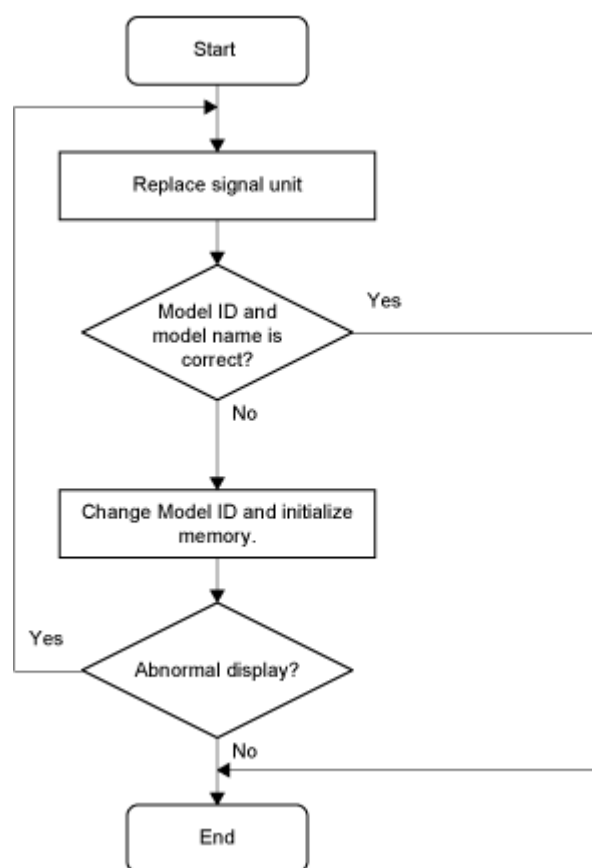 Start
Replace signal unit
Model ID and
model name is
correct?
Yes
No
Change Model ID and initialize
memory.
Yes
Abnormal display?
No
End